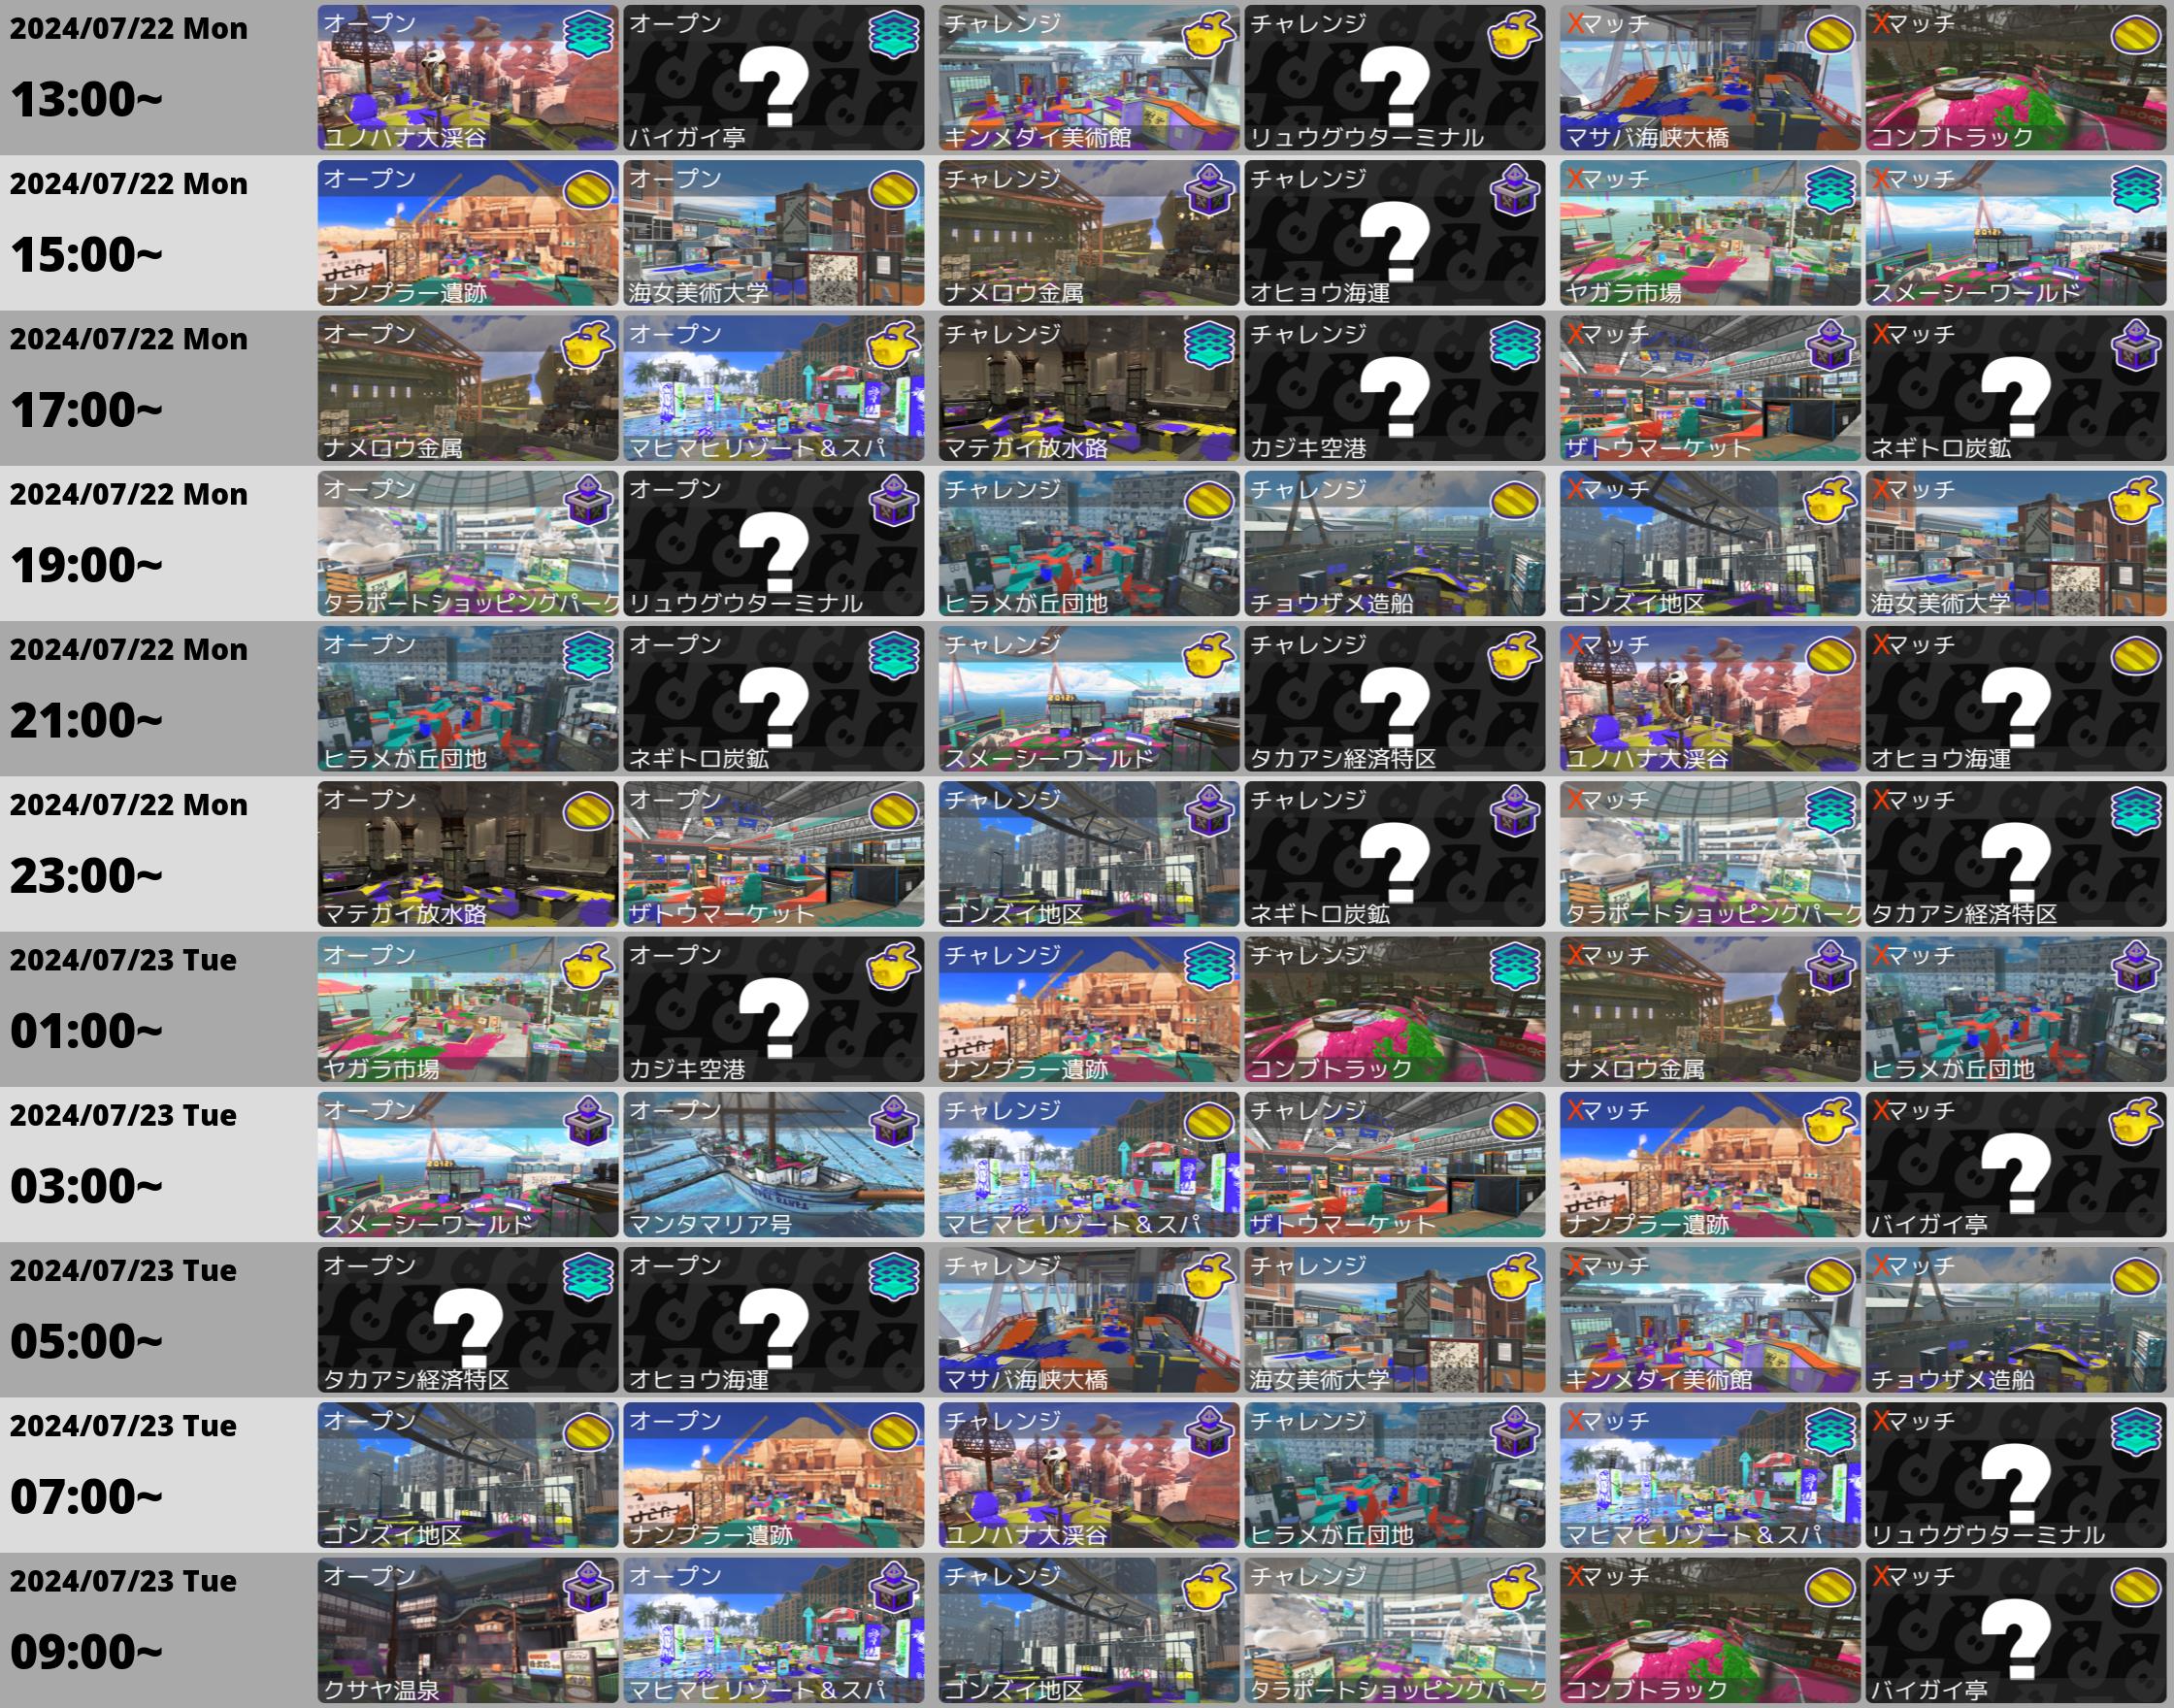 2024/07/22 Mon
13:00~
オープン オープン チャレンジ チャレンジ Xマッチ Xマッチ
ユノハナ大渓谷 バイガイ亭 キンメダイ美術館 リュウグウターミナル マサバ海峡大橋 コンブトラック
2024/07/22 Mon
15:00~
オープン オープン チャレンジ チャレンジ Xマッチ Xマッチ
ナンプラー遺跡 海女美術大学 ナメロウ金属 オヒョウ海運 ヤガラ市場 スメーシーワールド
2024/07/22 Mon
17:00~
オープン オープン チャレンジ チャレンジ Xマッチ Xマッチ
ナメロウ金属 マヒマヒリゾート＆スパ マテガイ放水路 カジキ空港 ザトウマーケット ネギトロ炭鉱
2024/07/22 Mon
19:00~
オープン オープン チャレンジ チャレンジ Xマッチ Xマッチ
タラポートショッピングパーク リュウグウターミナル ヒラメが丘団地 チョウザメ造船 ゴンズイ地区 海女美術大学
2024/07/22 Mon
21:00~
オープン オープン チャレンジ チャレンジ Xマッチ Xマッチ
ヒラメが丘団地 ネギトロ炭鉱 スメーシーワールド タカアシ経済特区 ユノハナ大渓谷 オヒョウ海運
2024/07/22 Mon
23:00~
オープン オープン チャレンジ チャレンジ Xマッチ Xマッチ
マテガイ放水路 ザトウマーケット ゴンズイ地区 ネギトロ炭鉱 タラポートショッピングパーク タカアシ経済特区
2024/07/23 Tue
01:00~
オープン オープン チャレンジ チャレンジ Xマッチ Xマッチ
ヤガラ市場 カジキ空港 ナンプラー遺跡 コンブトラック ナメロウ金属 ヒラメが丘団地
2024/07/23 Tue
03:00~
オープン オープン チャレンジ チャレンジ Xマッチ Xマッチ
スメーシーワールド マンタマリア号 マヒマヒリゾート＆スパ ザトウマーケット ナンプラー遺跡 バイガイ亭
2024/07/23 Tue
05:00~
オープン オープン チャレンジ チャレンジ Xマッチ Xマッチ
タカアシ経済特区 オヒョウ海運 マサバ海峡大橋 海女美術大学 キンメダイ美術館 チョウザメ造船
2024/07/23 Tue
07:00~
オープン オープン チャレンジ チャレンジ Xマッチ Xマッチ
ゴンズイ地区 ナンプラー遺跡 ユノハナ大渓谷 ヒラメが丘団地 マヒマヒリゾート＆スパ リュウグウターミナル
2024/07/23 Tue
09:00~
オープン オープン チャレンジ チャレンジ Xマッチ Xマッチ
クサヤ温泉 マヒマヒリゾート＆スパ ゴンズイ地区 タラポートショッピングパーク コンブトラック バイガイ亭